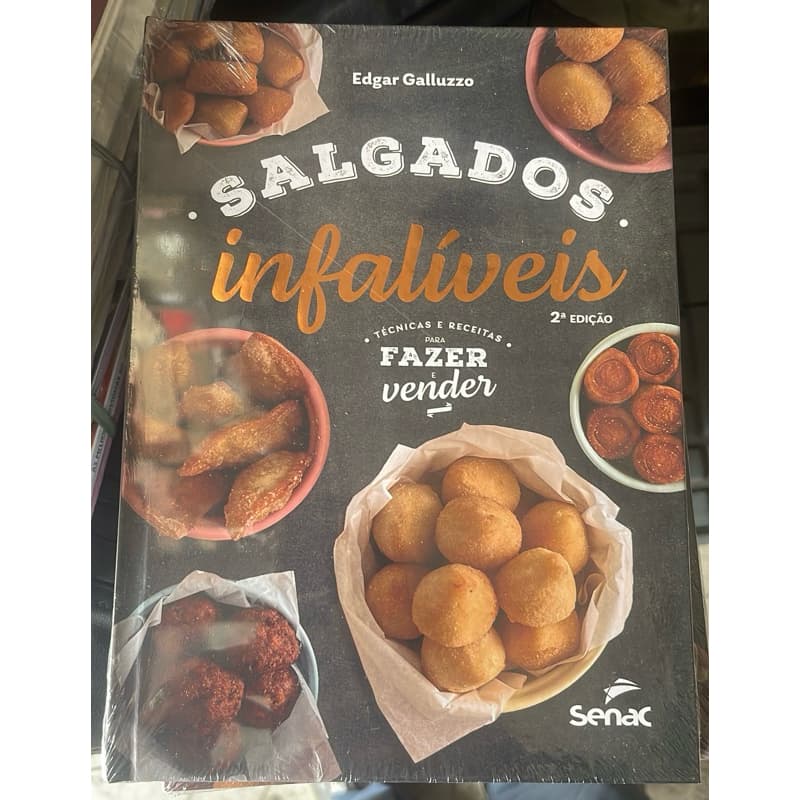 Edgar Galluzzo
SALGADOS
infalíveis
2ª EDIÇÃO
TÉCNICAS E RECEITAS
PARA
FAZER
E
vender
Senac